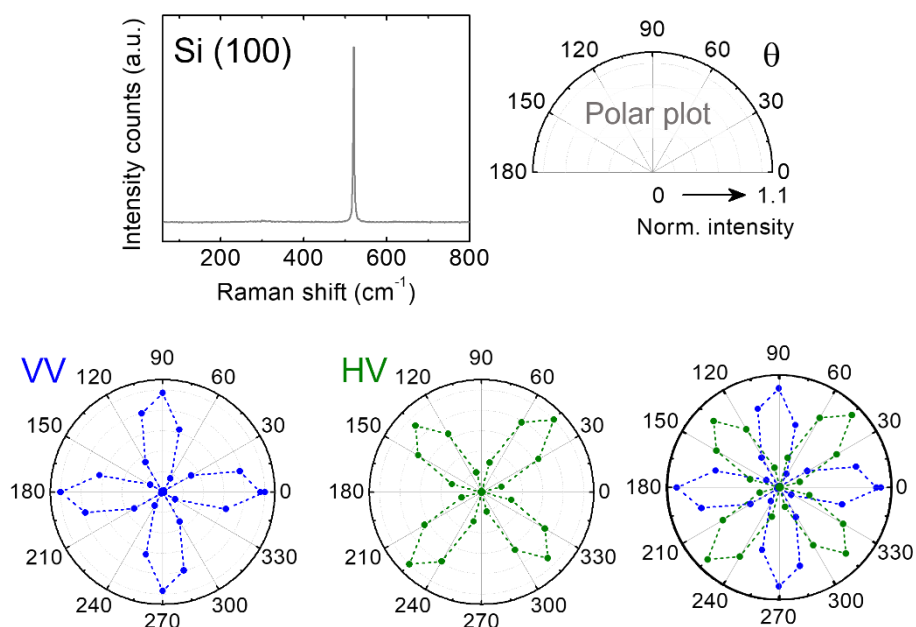 Si (100)
Intensity counts (a.u.)
200 400 600 800
Raman shift (cm⁻¹)
90
120 60 θ
150 30
Polar plot
180 0
0 1.1
Norm. intensity
VV
90
120 60
150 30
180 0
210 330
240 300
270
HV
90
120 60
150 30
180 0
210 330
240 300
270
90
120 60
150 30
180 0
210 330
240 300
270